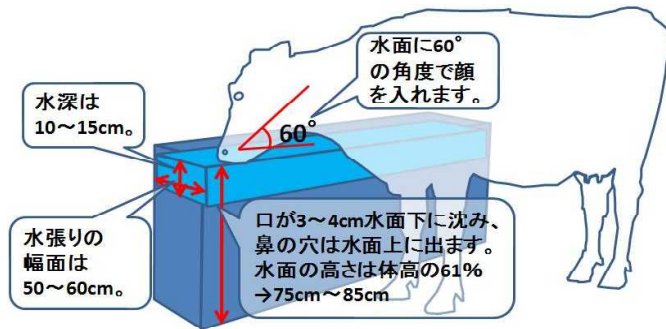 水面に60°
の角度で顔
を入れます。
水深は
10～15cm。
60°
口が3～4cm水面下に沈み、
鼻の穴は水面上に出ます。
水面の高さは体高の61%
→75cm～85cm
水張りの
幅面は
50～60cm。